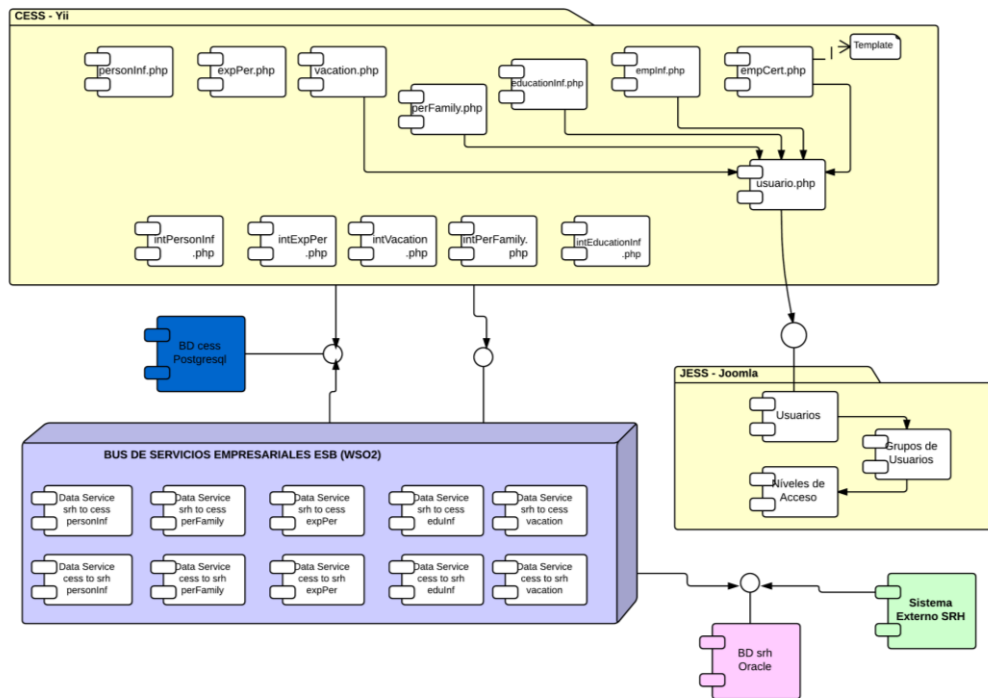 CESS - Yii
personInf.php
expPer.php
vacation.php
perFamily.php
educationInf.php
empInf.php
empCert.php
Template
usuario.php
intPersonInf
.php
intExpPer
.php
intVacation
.php
intPerFamily.
php
intEducationInf
.php
BD cess
Postgresql
JESS - Joomla
Usuarios
Grupos de
Usuarios
Níveles de
Acceso
BUS DE SERVICIOS EMPRESARIALES ESB (WSO2)
Data Service
srh to cess
personInf
Data Service
srh to cess
perFamily
Data Service
srh to cess
expPer
Data Service
srh to cess
eduInf
Data Service
srh to cess
vacation
Data Service
cess to srh
personInf
Data Service
cess to srh
perFamily
Data Service
cess to srh
expPer
Data Service
cess to srh
eduInf
Data Service
cess to srh
vacation
Sistema
Externo SRH
BD srh
Oracle